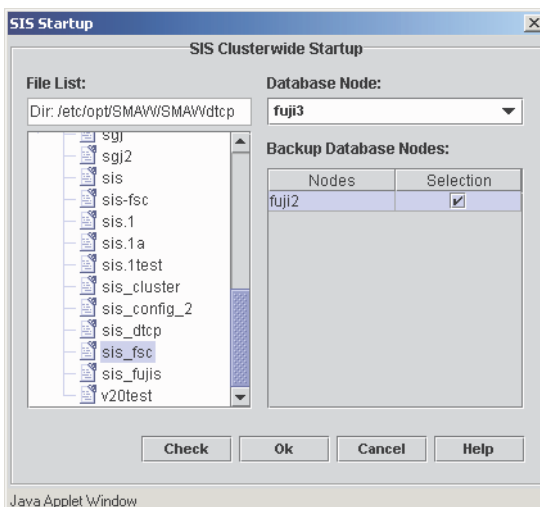 SIS Startup
SIS Clusterwide Startup
File List:
Dir: /etc/opt/SMAW/SMAWdtcp
sgj
sgj2
sis
sis-fsc
sis.1
sis.1a
sis.1test
sis_cluster
sis_config_2
sis_dtcp
sis_fsc
sis_fujis
v20test
Database Node:
fuji3
Backup Database Nodes:
Nodes Selection
fuji2
Check Ok Cancel Help
Java Applet Window